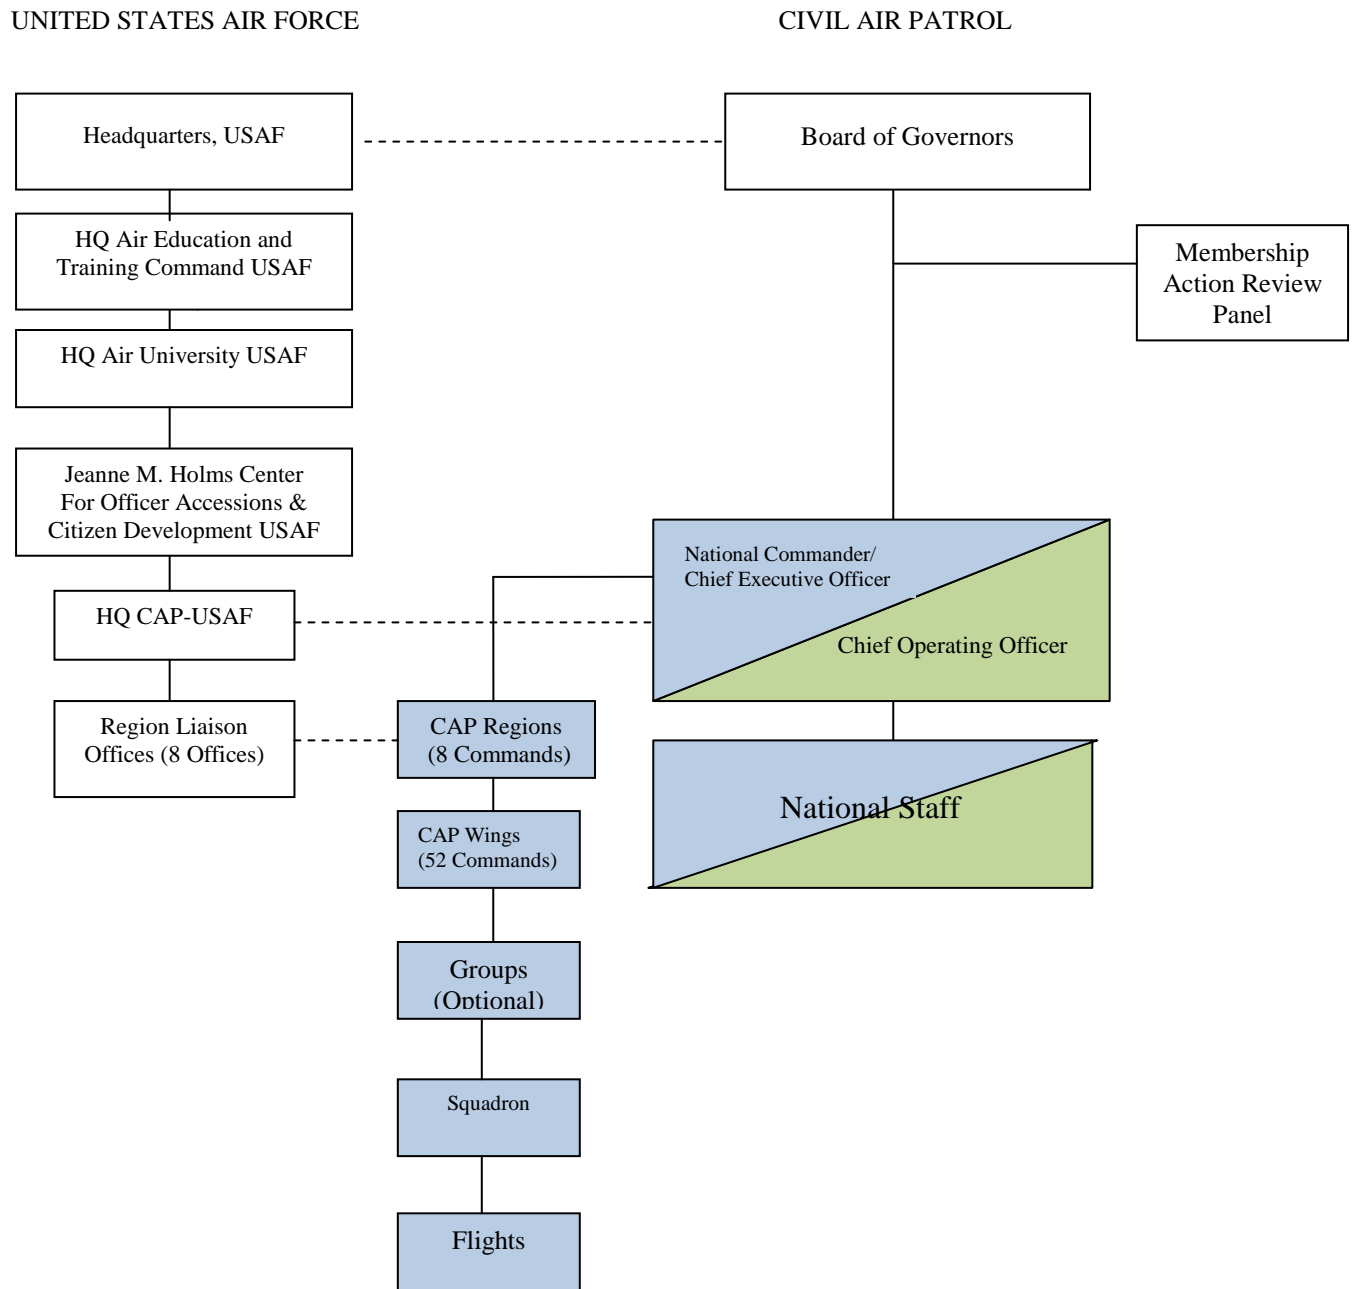 UNITED STATES AIR FORCE
CIVIL AIR PATROL
Headquarters, USAF
Board of Governors
HQ Air Education and
Training Command USAF
Membership
Action Review
Panel
HQ Air University USAF
Jeanne M. Holms Center
For Officer Accessions &
Citizen Development USAF
National Commander/
Chief Executive Officer
HQ CAP-USAF
Chief Operating Officer
Region Liaison
Offices (8 Offices)
CAP Regions
(8 Commands)
National Staff
CAP Wings
(52 Commands)
Groups
(Optional)
Squadron
Flights